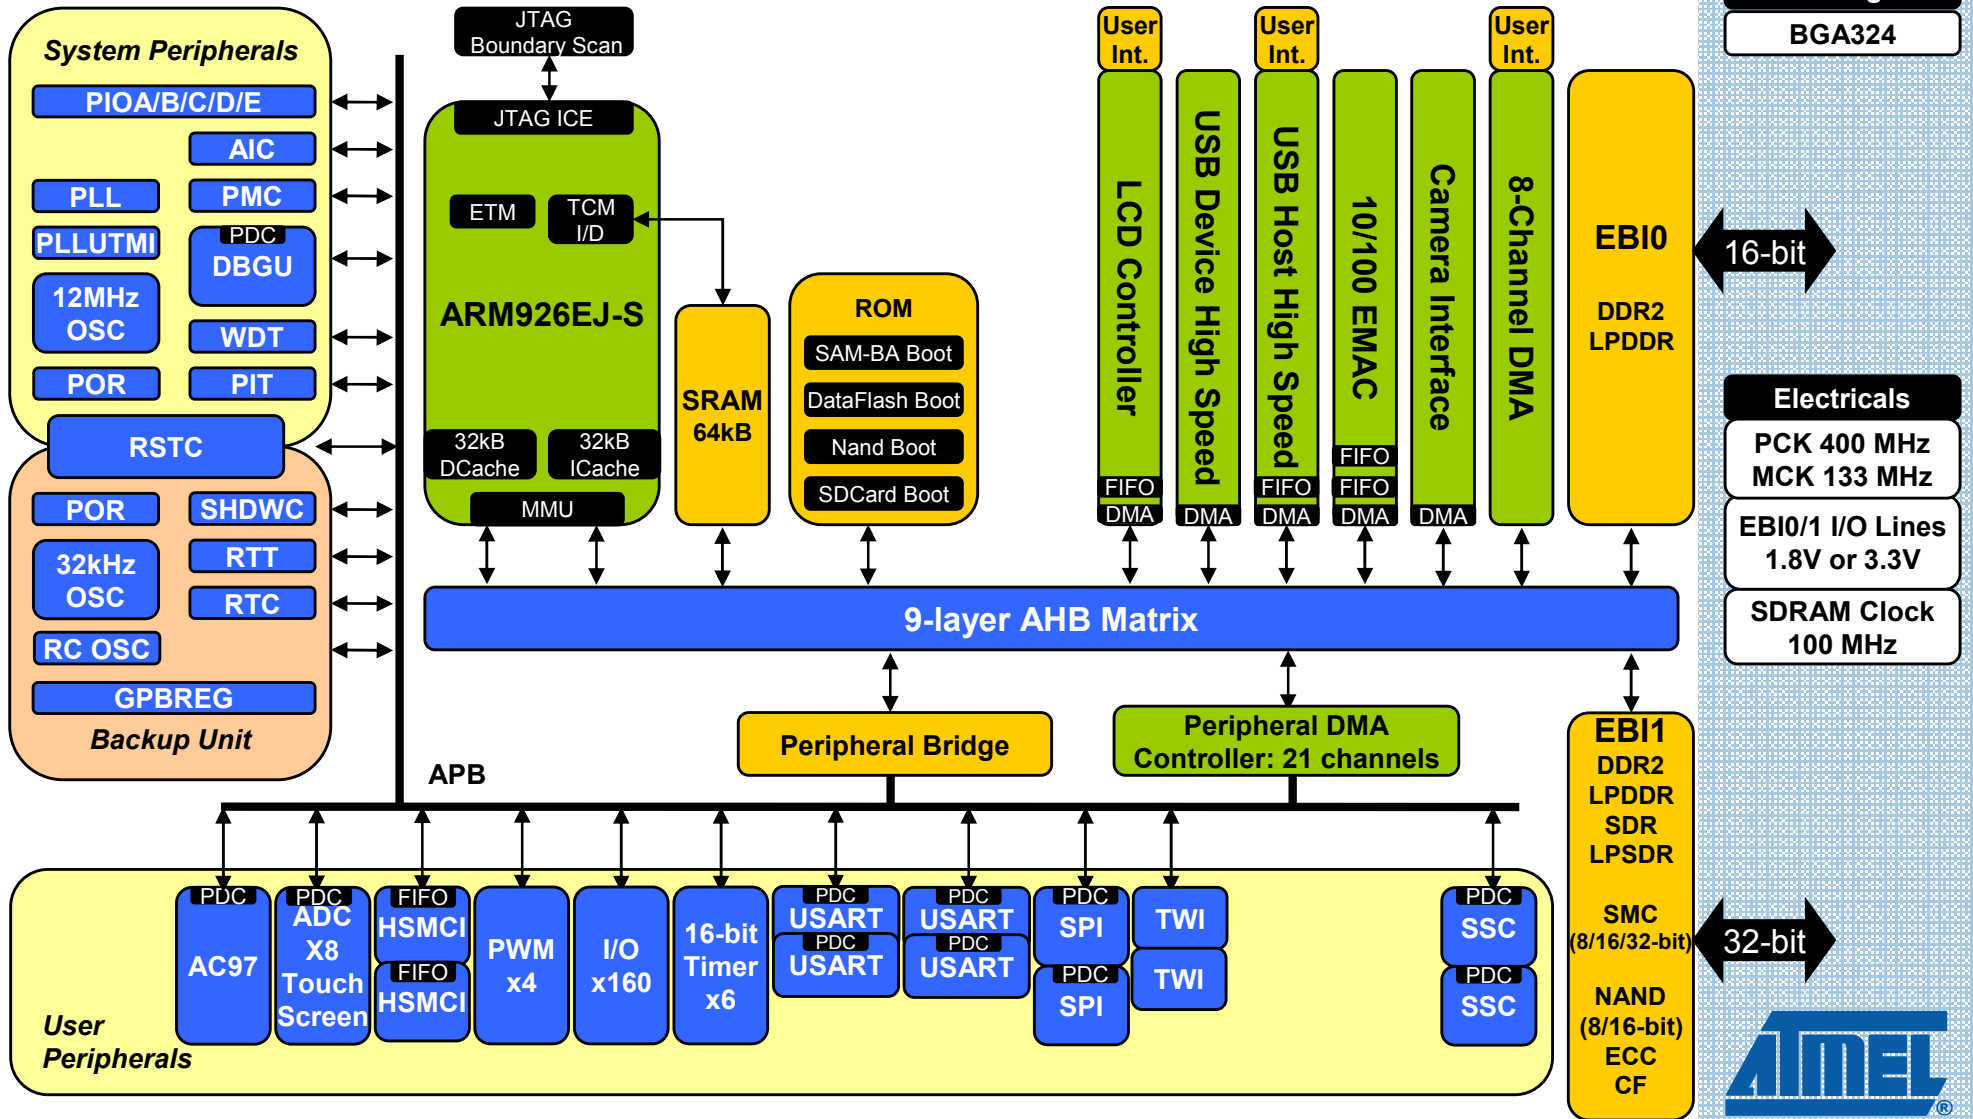 System Peripherals
PIOA/B/C/D/E
AIC
PLL
PMC
PLLUTMI
PDC
DBGU
12MHz
OSC
WDT
POR
PIT
RSTC
POR
SHDWC
32kHz
OSC
RTT
RTC
RC OSC
GPBREG
Backup Unit
JTAG
Boundary Scan
JTAG ICE
ETM
TCM
I/D
ARM926EJ-S
32kB
DCache
32kB
ICache
MMU
SRAM
64kB
ROM
SAM-BA Boot
DataFlash Boot
Nand Boot
SDCard Boot
User
Int.
LCD Controller
FIFO
DMA
USB Device High Speed
DMA
User
Int.
USB Host High Speed
FIFO
DMA
10/100 EMAC
FIFO
FIFO
DMA
Camera Interface
DMA
User
Int.
8-Channel DMA
EBI0
DDR2
LPDDR
16-bit
BGA324
Electricals
PCK 400 MHz
MCK 133 MHz
EBI0/1 I/O Lines
1.8V or 3.3V
SDRAM Clock
100 MHz
9-layer AHB Matrix
Peripheral Bridge
Peripheral DMA
Controller: 21 channels
APB
EBI1
DDR2
LPDDR
SDR
LPSDR
SMC
(8/16/32-bit)
NAND
(8/16-bit)
ECC
CF
32-bit
User
Peripherals
PDC
AC97
PDC
ADC
X8
Touch
Screen
FIFO
HSMCI
FIFO
HSMCI
PWM
x4
I/O
x160
16-bit
Timer
x6
PDC
USART
PDC
USART
PDC
USART
PDC
USART
PDC
SPI
PDC
SPI
TWI
TWI
PDC
SSC
PDC
SSC
ATMEL
®